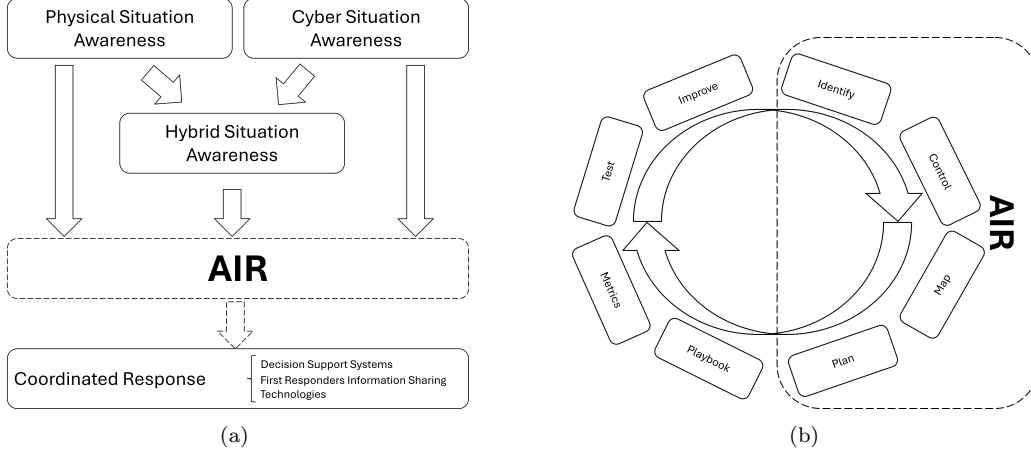 Physical Situation
Awareness
Cyber Situation
Awareness
Hybrid Situation
Awareness
AIR
Coordinated Response
Decision Support Systems
First Responders Information Sharing
Technologies
(a)
Improve
Identify
Control
Map
Plan
Playbook
Metrics
Test
AIR
(b)